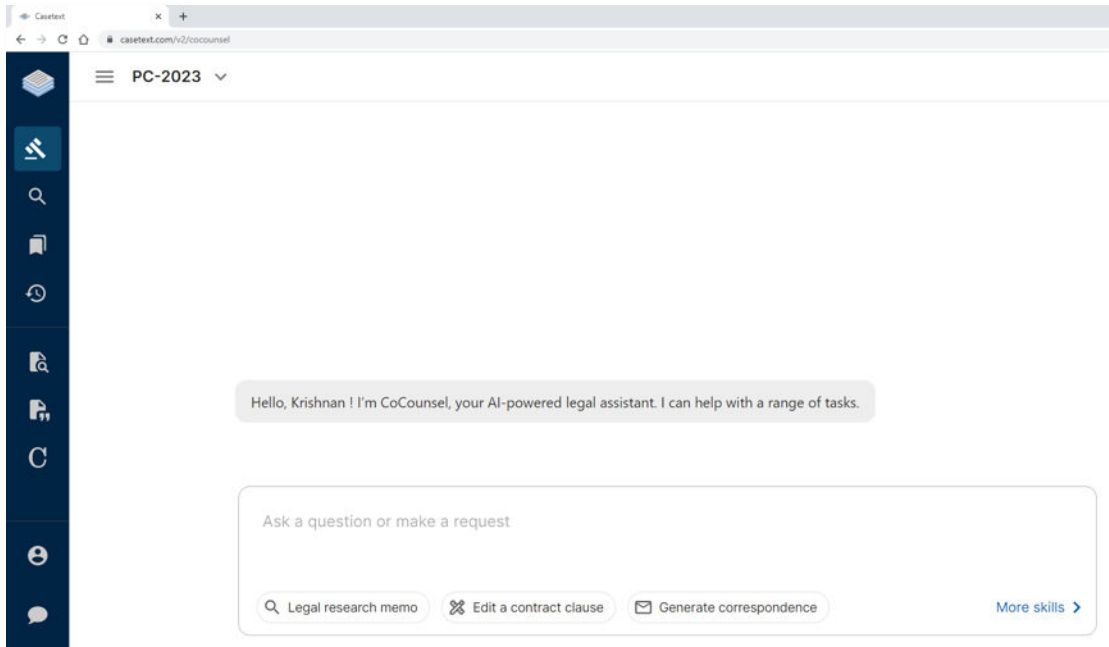 Casetext
casetext.com/v2/cocounsel
PC-2023
Hello, Krishnan ! I'm CoCounsel, your AI-powered legal assistant. I can help with a range of tasks.
C
Ask a question or make a request
Legal research memo Edit a contract clause Generate correspondence More skills